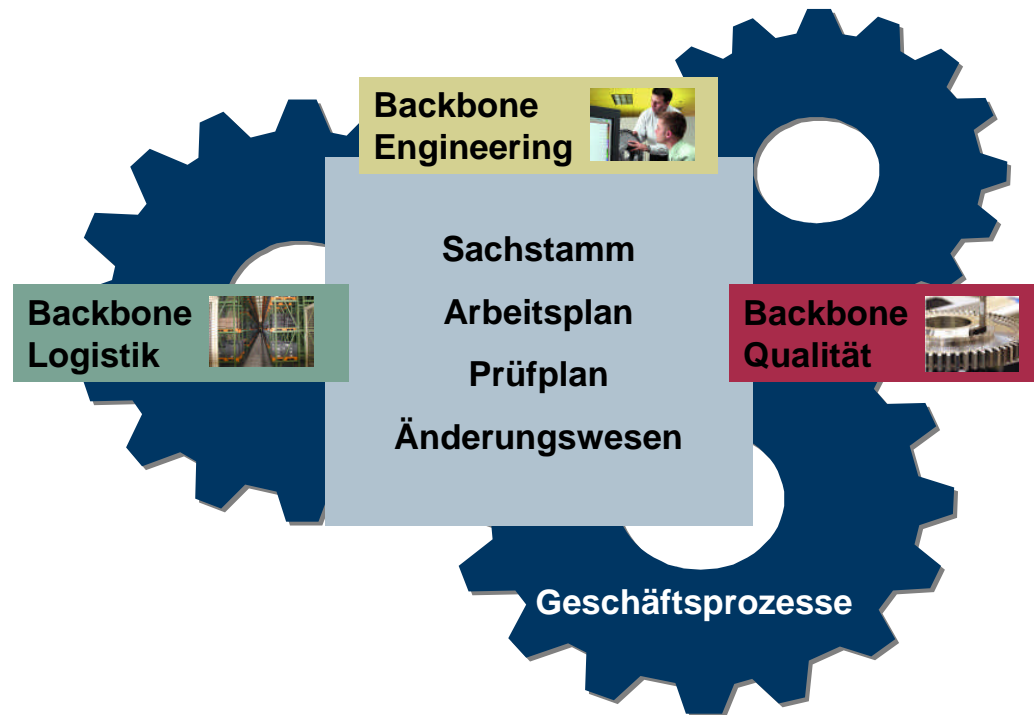 Backbone
Engineering
Sachstamm
Arbeitsplan
Prüfplan
Änderungswesen
Backbone
Logistik
Backbone
Qualität
Geschäftsprozesse